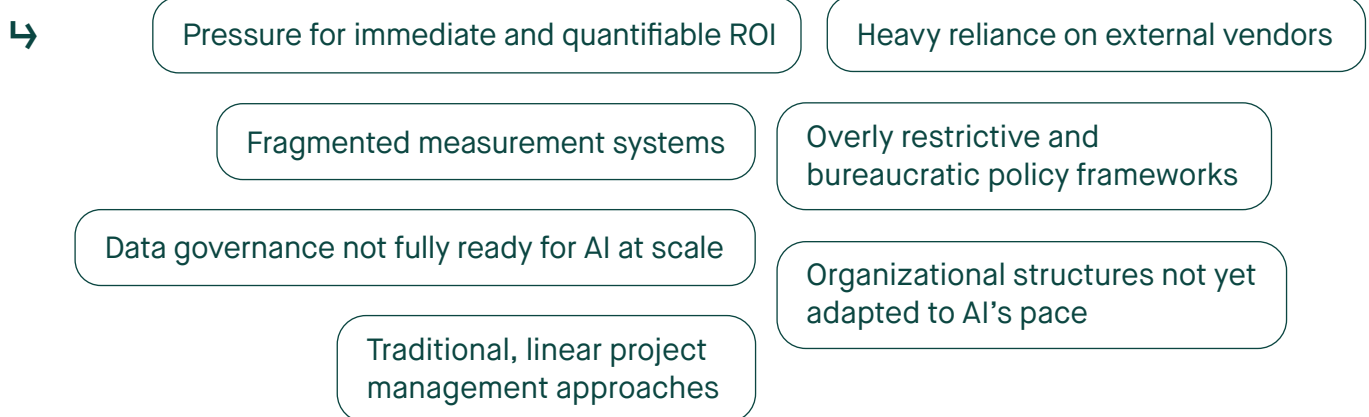 Pressure for immediate and quantifiable ROI
Heavy reliance on external vendors
Fragmented measurement systems
Overly restrictive and
bureaucratic policy frameworks
Data governance not fully ready for AI at scale
Organizational structures not yet
adapted to AI’s pace
Traditional, linear project
management approaches